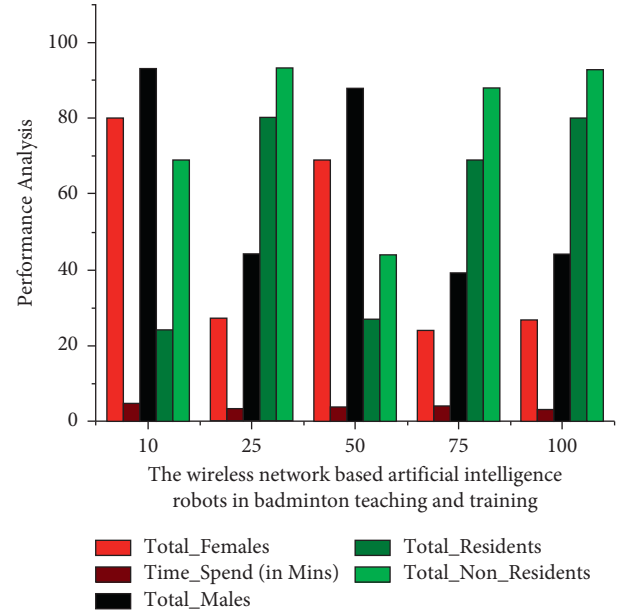 Performance Analysis
100
80
60
40
20
0
10 25 50 75 100
The wireless network based artificial intelligence
robots in badminton teaching and training
Total_Females
Time_Spend (in Mins)
Total_Males
Total_Residents
Total_Non_Residents